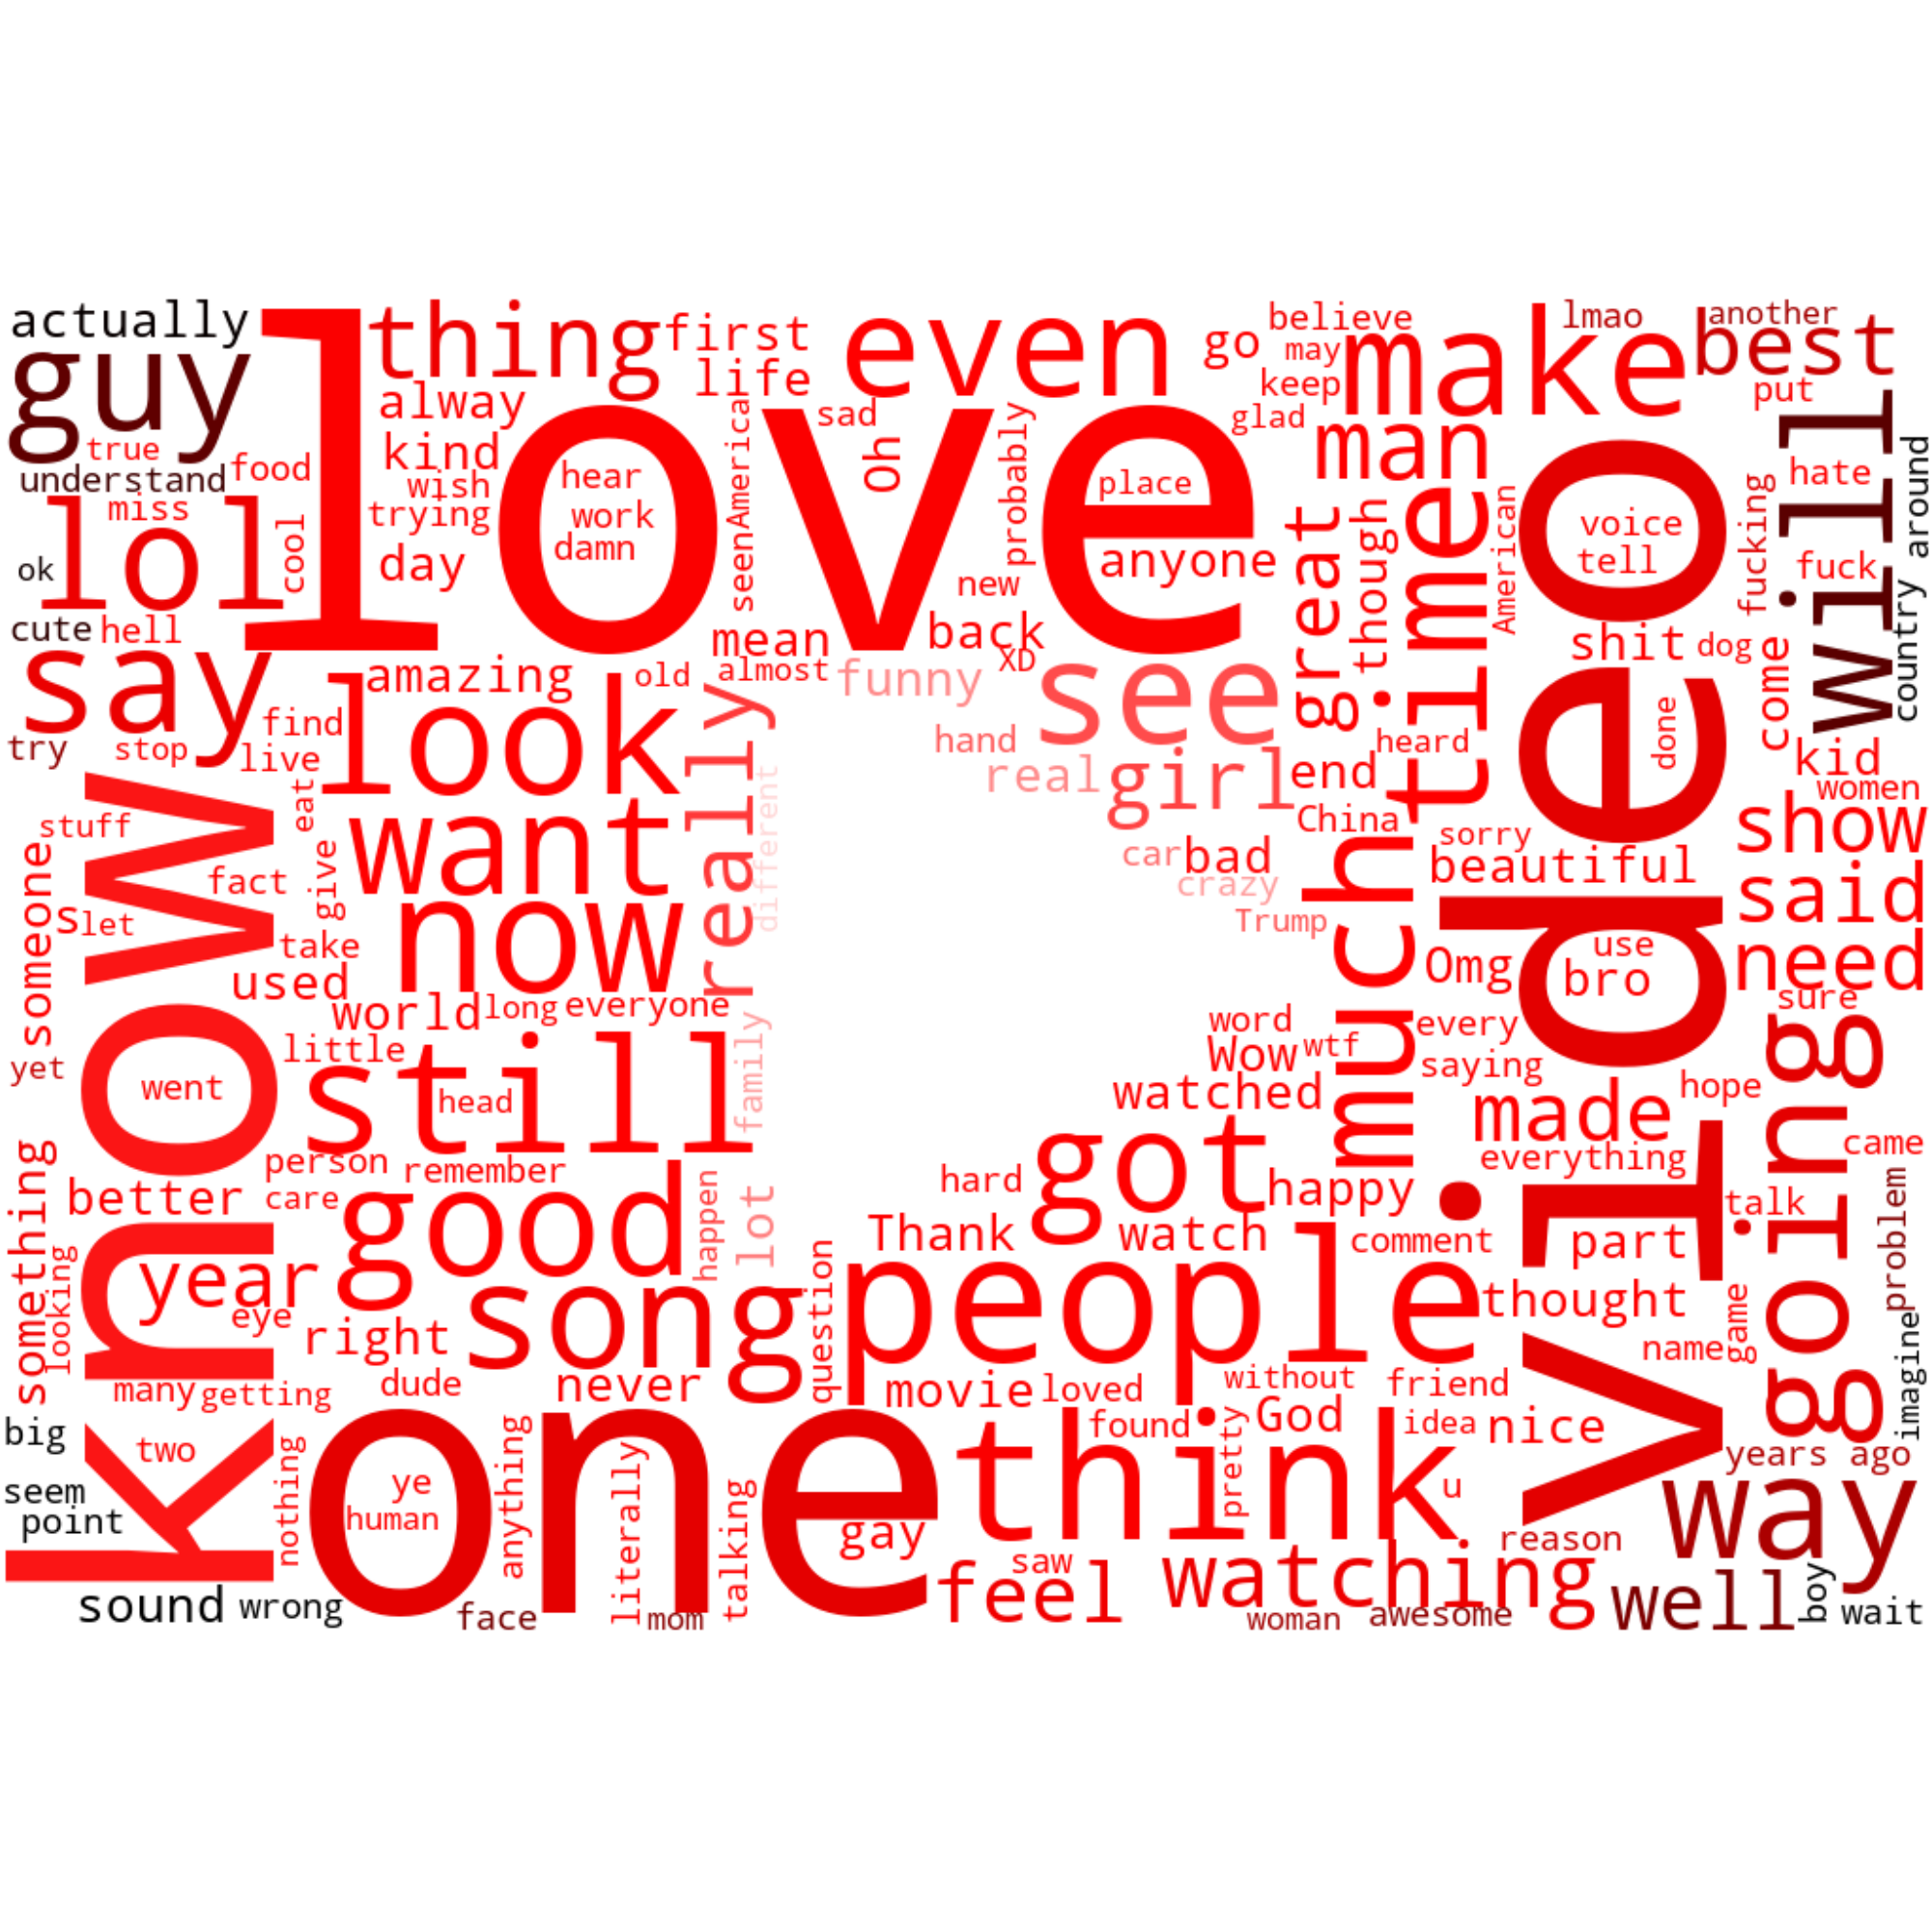 actually
guy
true
understand
food
miss
lol
cool
ok
cute
hell
say
try
stop
find
live
love
thing
first
life
alway
kind
wish
trying
day
hear
work
damn
seen
America
sad
Oh
probably
even
place
anyone
new
back
mean
almost
funny
XD
see
hand
real
girl
go
believe
may
keep
glad
make
man
lmao
another
best
put
will
hate
fuck
fucking
around
country
voice
tell
video
time
American
though
great
shit
dog
come
done
kid
women
show
said
need
sure
heard
end
China
sorry
beautiful
car
bad
crazy
Trump
much
Omg
use
bro
every
saying
word
Wow
wtf
watched
got
hard
happy
Thank
watch
made
hope
everything
came
talk
going
problem
imagine
comment
part
thought
name
game
amazing
old
look
want
now
really
different
eat
give
stuff
fact
someone
s
let
take
used
world
long
everyone
little
still
head
family
know
went
yet
something
looking
better
person
care
remember
good
happen
lot
year
eye
right
song
question
people
dude
never
movie
loved
without
friend
many
getting
big
two
seem
point
nothing
one
ye
human
anything
literally
talking
mom
face
sound
wrong
gay
think
found
pretty
God
idea
nice
u
years ago
way
reason
feel
saw
watching
woman
awesome
well
boy
wait